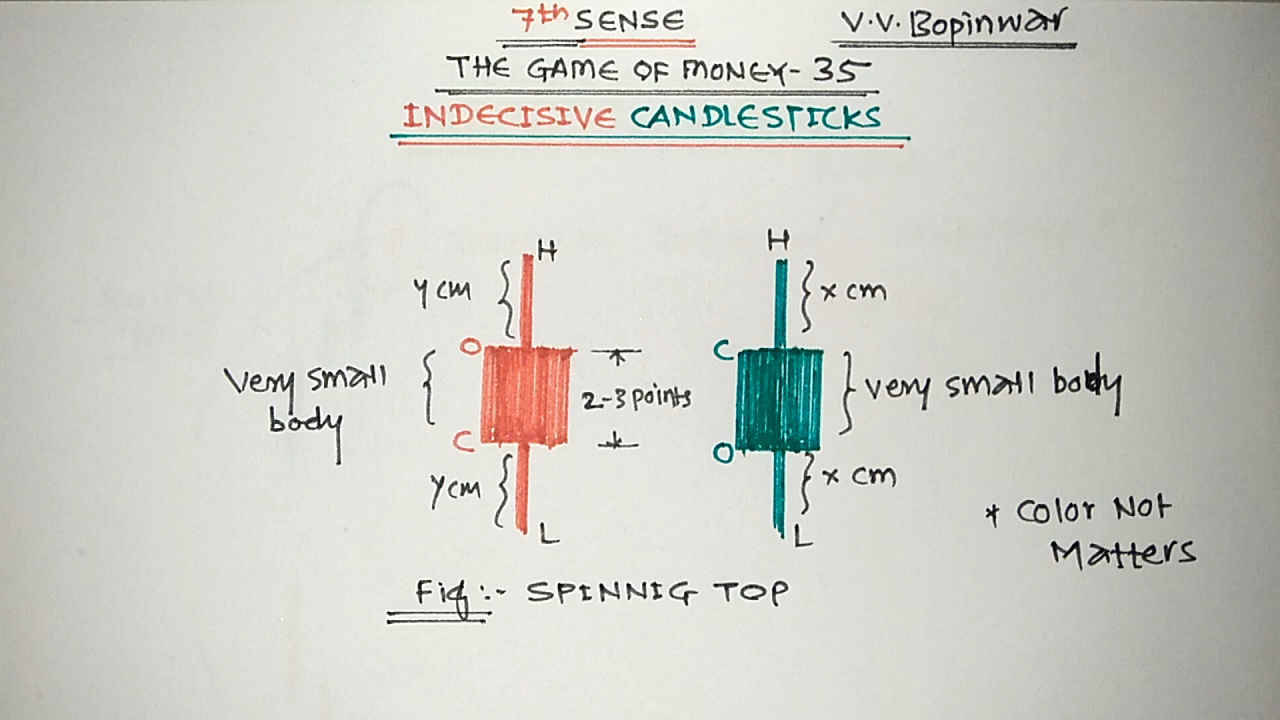 7th SENSE
V.V. Bopinwar
THE GAME OF MONEY-35
INDECISIVE CANDLESTICKS
H
H
y cm
x cm
O
C
Very small
body
2-3 points
very small body
C
O
y cm
x cm
L
L
* Color Not
Matters
Fig :- SPINNIG TOP